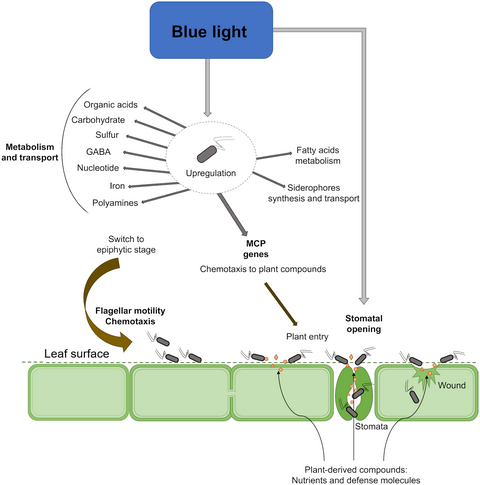 Blue light
Organic acids
Carbohydrate
Sulfur
GABA
Nucleotide
Iron
Polyamines
Metabolism
and transport
Upregulation
Fatty acids
metabolism
Siderophores
synthesis and transport
Switch to
epiphytic stage
MCP
genes
Chemotaxis to plant compounds
Flagellar motility
Chemotaxis
Stomatal
opening
Plant entry
Leaf surface
Wound
Stomata
Plant-derived compounds:
Nutrients and defense molecules